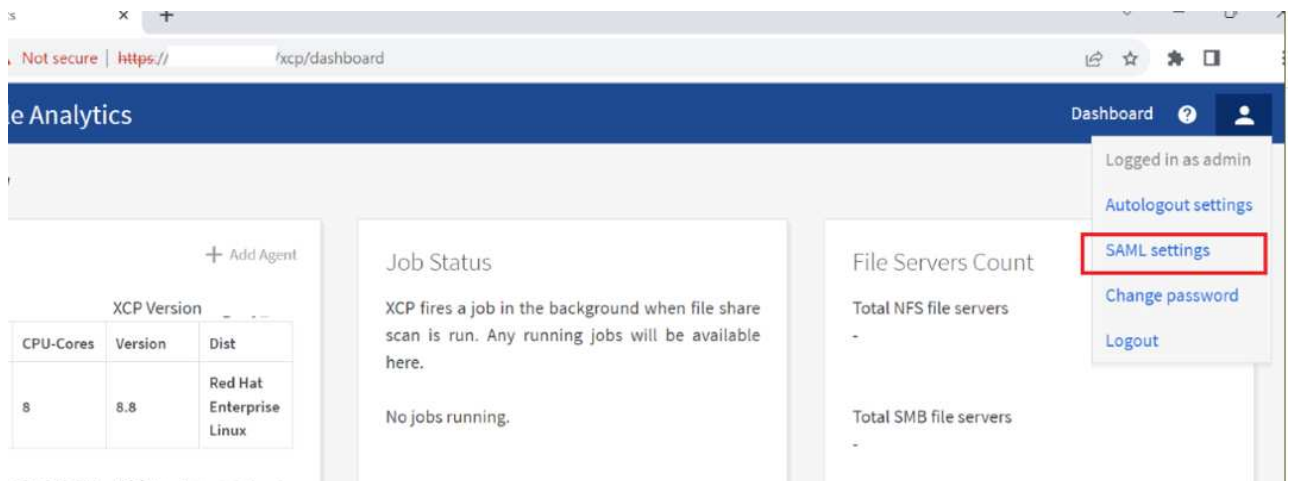 Not secure | https:// /xcp/dashboard
e Analytics
Dashboard
Logged in as admin
Autologout settings
SAML settings
Change password
Logout
+ Add Agent
XCP Version
CPU-Cores Version Dist
8 8.8 Red Hat
Enterprise
Linux
Job Status
XCP fires a job in the background when file share
scan is run. Any running jobs will be available
here.
No jobs running.
File Servers Count
Total NFS file servers
-
Total SMB file servers
-